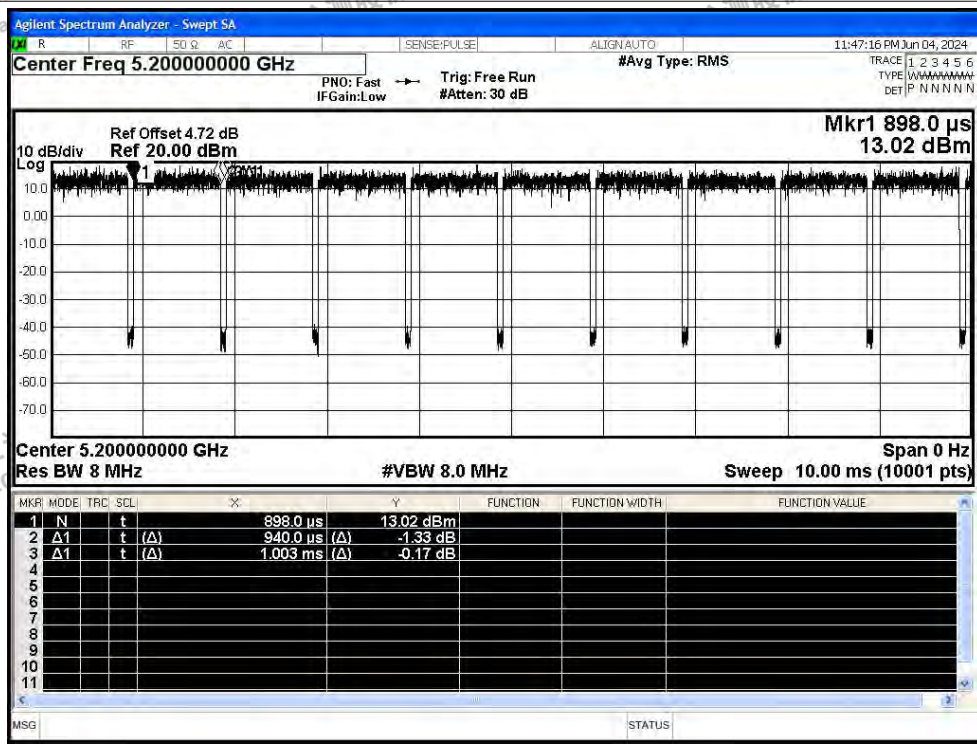 Agilent Spectrum Analyzer - Swept SA
R RF 50 Ω AC SENSE:PULSE ALIGN AUTO 11:47:16 PM Jun 04, 2024
Center Freq 5.200000000 GHz #Avg Type: RMS TRACE 1 2 3 4 5 6
PNO: Fast Trig: Free Run TYPE
IFGain:Low #Atten: 30 dB DET P N N N N N
Mkr1 898.0 µs
Ref Offset 4.72 dB
10 dB/div Ref 20.00 dBm 13.02 dBm
Log
1
10.0
0.00
-10.0
-20.0
-30.0
-40.0
-50.0
-60.0
-70.0
Center 5.200000000 GHz Span 0 Hz
Res BW 8 MHz #VBW 8.0 MHz Sweep 10.00 ms (10001 pts)
MKR MODE TRC SCL X Y FUNCTION FUNCTION WIDTH FUNCTION VALUE
1 N t 898.0 µs 13.02 dBm
2 Δ1 t (Δ) 940.0 µs (Δ) -1.33 dB
3 Δ1 t (Δ) 1.003 ms (Δ) -0.17 dB
4
5
6
7
8
9
10
11
MSG STATUS